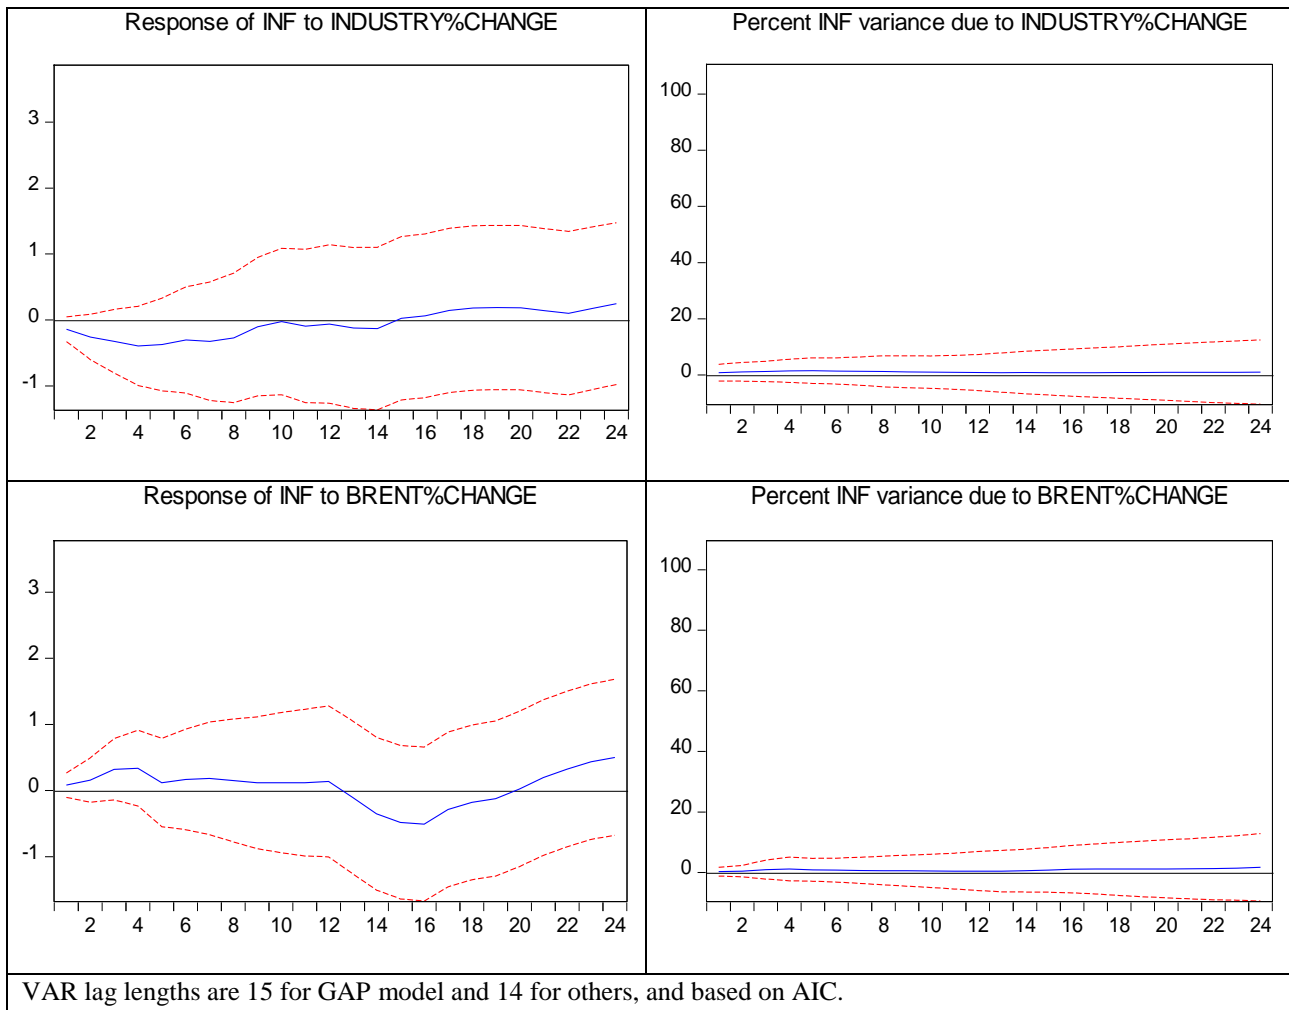 Response of INF to INDUSTRY%CHANGE
3
2
1
0
-1
2 4 6 8 10 12 14 16 18 20 22 24
Percent INF variance due to INDUSTRY%CHANGE
100
80
60
40
20
0
2 4 6 8 10 12 14 16 18 20 22 24
Response of INF to BRENT%CHANGE
3
2
1
0
-1
2 4 6 8 10 12 14 16 18 20 22 24
Percent INF variance due to BRENT%CHANGE
100
80
60
40
20
0
2 4 6 8 10 12 14 16 18 20 22 24
VAR lag lengths are 15 for GAP model and 14 for others, and based on AIC.